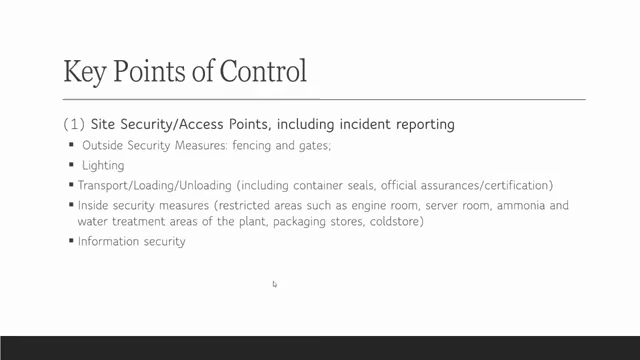 Key Points of Control
(1) Site Security/Access Points, including incident reporting
▪ Outside Security Measures: fencing and gates;
▪ Lighting
▪ Transport/Loading/Unloading (including container seals, official assurances/certification)
▪ Inside security measures (restricted areas such as engine room, server room, ammonia and
water treatment areas of the plant, packaging stores, coldstore)
▪ Information security